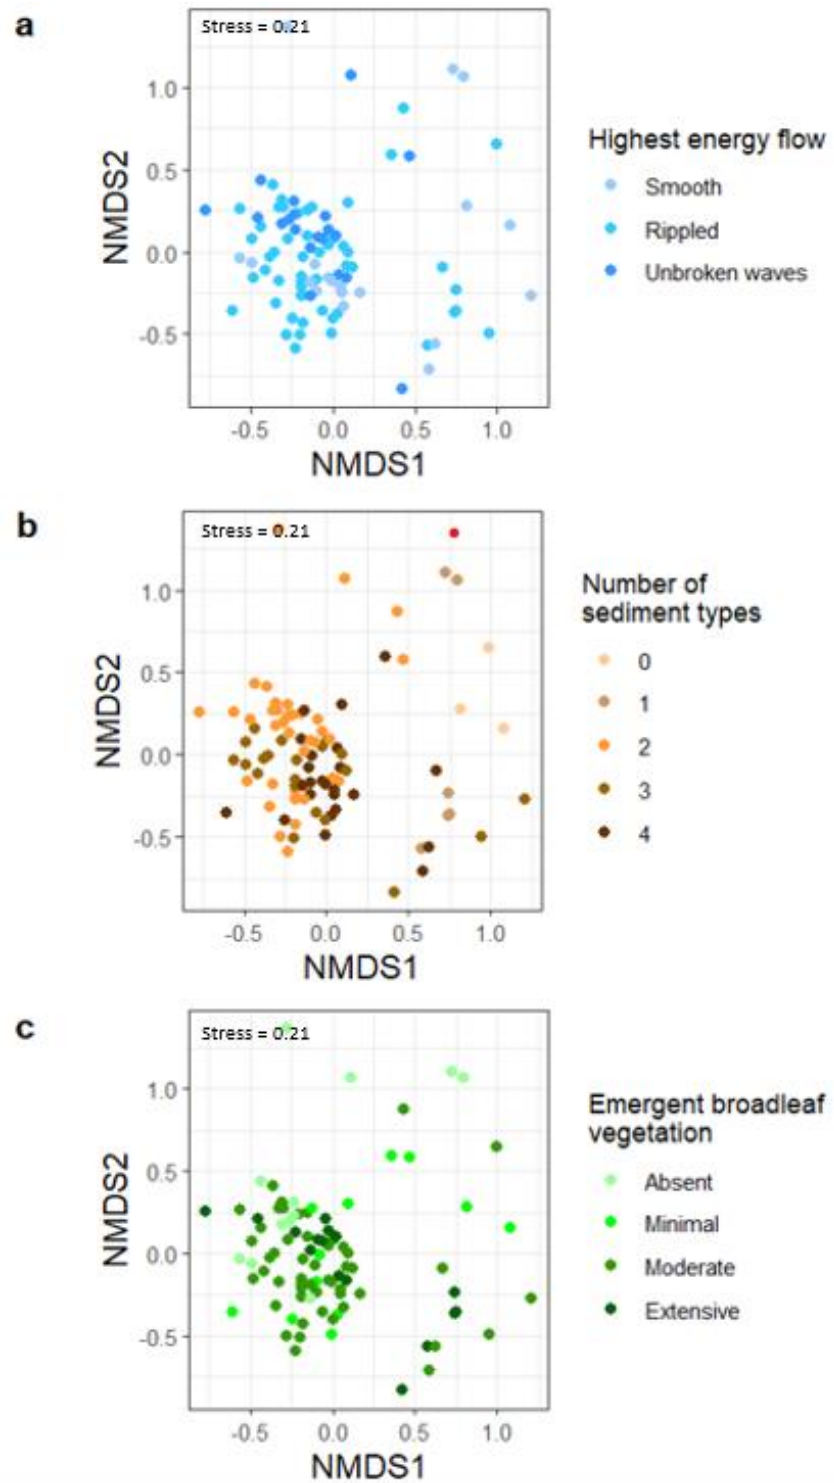 a
Stress = 0.21
1.0
0.5
0.0
-0.5
NMDS2
-0.5 0.0 0.5 1.0
NMDS1
Highest energy flow
Smooth
Rippled
Unbroken waves
b
Stress = 0.21
1.0
0.5
0.0
-0.5
NMDS2
-0.5 0.0 0.5 1.0
NMDS1
Number of
sediment types
0
1
2
3
4
c
Stress = 0.21
1.0
0.5
0.0
-0.5
NMDS2
-0.5 0.0 0.5 1.0
NMDS1
Emergent broadleaf
vegetation
Absent
Minimal
Moderate
Extensive